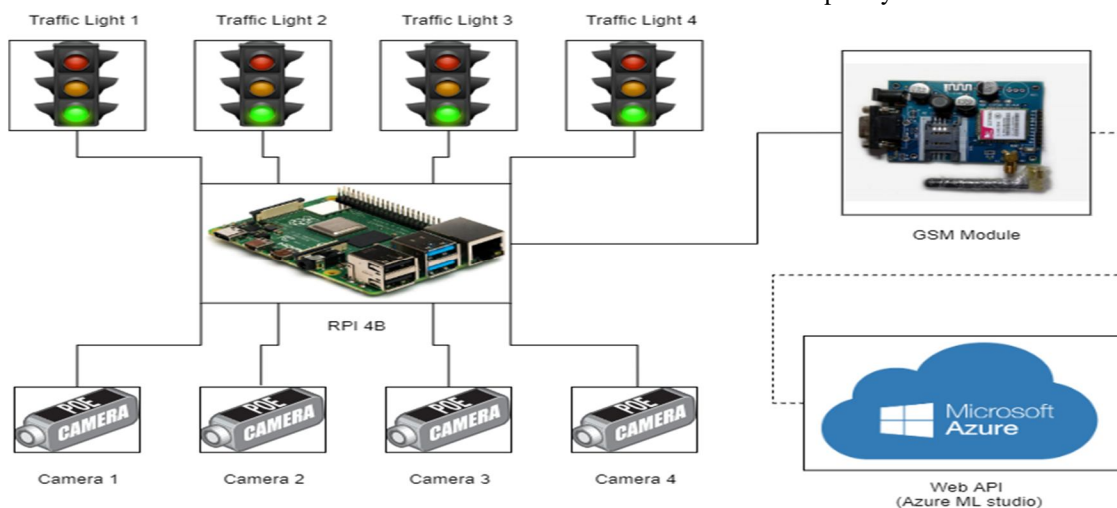 Traffic Light 1
Traffic Light 2
Traffic Light 3
Traffic Light 4
GSM Module
RPI 4B
POE
CAMERA
POE
CAMERA
POE
CAMERA
POE
CAMERA
Camera 1
Camera 2
Camera 3
Camera 4
Microsoft
Azure
Web API
(Azure ML studio)